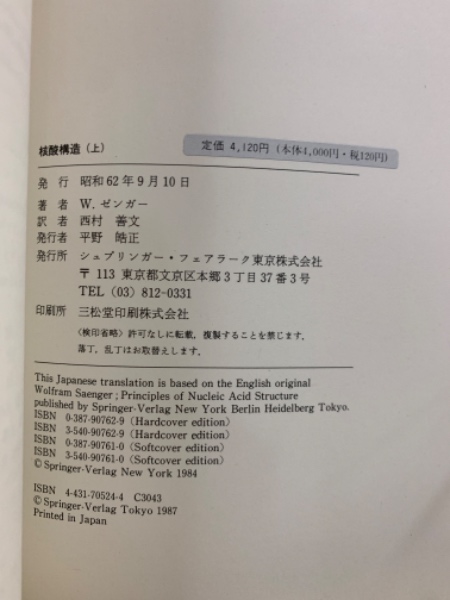 核酸構造（上）
定価 4,120円（本体4,000円・税120円）
発行 昭和62年9月10日
著者 W. ゼンガー
訳者 西村 善文
発行者 平野 皓正
発行所 シュプリンガー・フェアラーク東京株式会社
〒 113 東京都文京区本郷3丁目37番3号
TEL (03) 812-0331
印刷所 三松堂印刷株式会社
〈検印省略〉許可なしに転載，複製することを禁じます．
落丁，乱丁はお取替えします．
This Japanese translation is based on the English original
Wolfram Saenger ; Principles of Nucleic Acid Structure
published by Springer-Verlag New York Berlin Heidelberg Tokyo.
ISBN 0-387-90762-9 (Hardcover edition)
ISBN 3-540-90762-9 (Hardcover edition)
ISBN 0-387-90761-0 (Softcover edition)
ISBN 3-540-90761-0 (Softcover edition)
© Springer-Verlag New York 1984
ISBN 4-431-70524-4 C3043
© Springer-Verlag Tokyo 1987
Printed in Japan